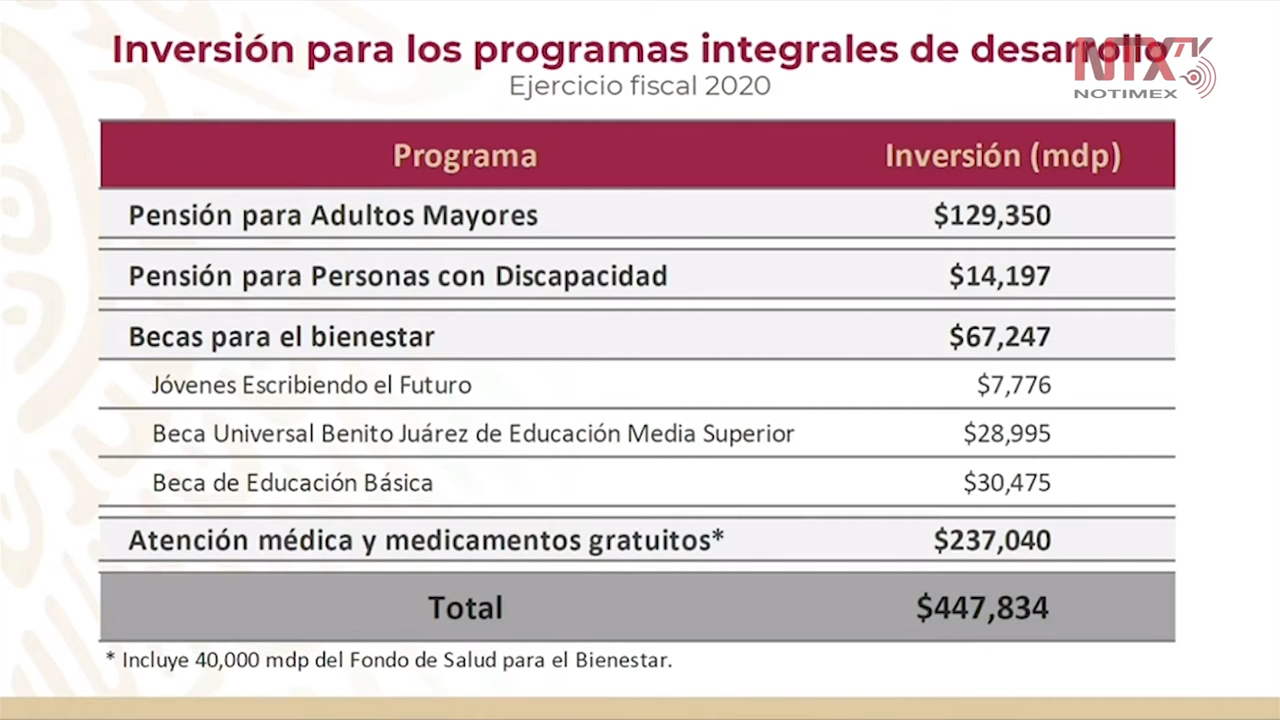 Inversión para los programas integrales de desarrollo
NTX TV
NOTIMEX
Ejercicio fiscal 2020
Programa Inversión (mdp)
Pensión para Adultos Mayores $129,350
Pensión para Personas con Discapacidad $14,197
Becas para el bienestar $67,247
Jóvenes Escribiendo el Futuro $7,776
Beca Universal Benito Juárez de Educación Media Superior $28,995
Beca de Educación Básica $30,475
Atención médica y medicamentos gratuitos* $237,040
Total $447,834
* Incluye 40,000 mdp del Fondo de Salud para el Bienestar.